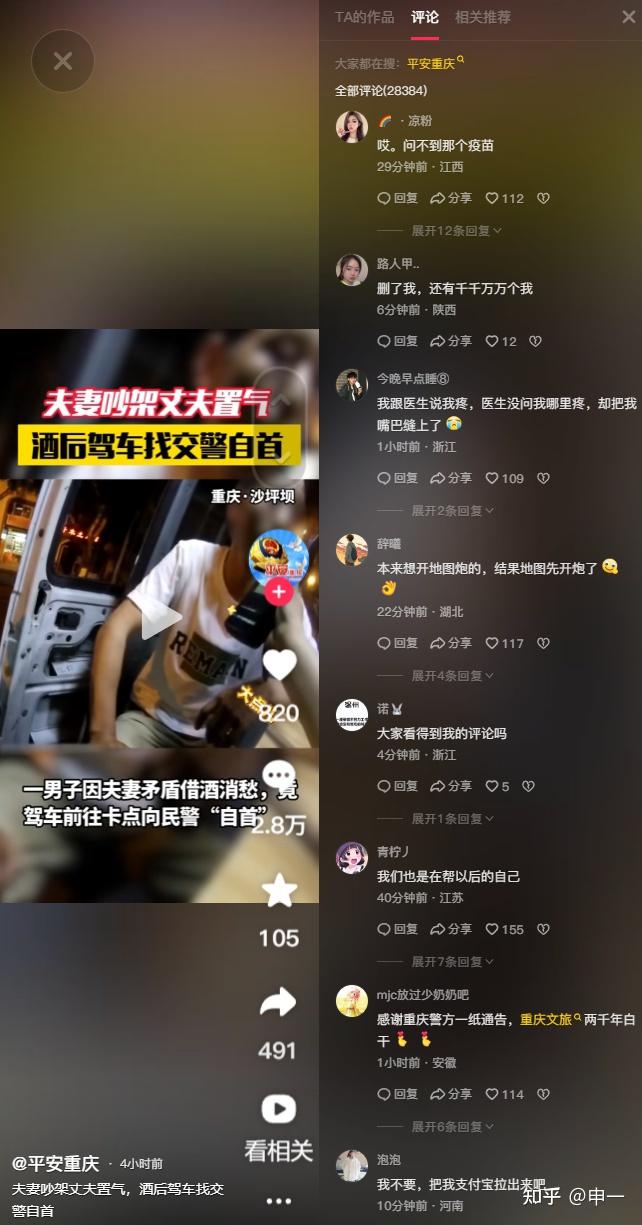 夫妻吵架丈夫置气
酒后驾车找交警自首
重庆·沙坪坝
REMAN
大点
820
一男子因夫妻矛盾借酒消愁，竟
驾车前往卡点向民警“自首”
2.8万
105
491
看相关
@平安重庆 · 4小时前
夫妻吵架丈夫置气，酒后驾车找交
警自首
TA的作品 评论 相关推荐
大家都在搜：平安重庆
全部评论(28384)
🌈 · 凉粉
哎。问不到那个疫苗
29分钟前 · 江西
回复 分享 112
展开12条回复
路人甲..
删了我，还有千千万万个我
6分钟前 · 陕西
回复 分享 12
今晚早点睡⑧
我跟医生说我疼，医生没问我哪里疼，却把我
嘴巴缝上了😭
1小时前 · 浙江
回复 分享 109
展开2条回复
辞曦
本来想开地图炮的，结果地图先开炮了
👌
22分钟前 · 湖北
回复 分享 117
展开4条回复
诺🐰
大家看得到我的评论吗
4分钟前 · 浙江
回复 分享 5
展开1条回复
青柠丿
我们也是在帮以后的自己
40分钟前 · 江苏
回复 分享 155
展开7条回复
mjc放过少奶奶吧
感谢重庆警方一纸通告，重庆文旅两千年白
干
1小时前 · 安徽
回复 分享 114
展开6条回复
泡泡
我不要，把我支付宝拉出来吧
10分钟前 · 河南
知乎 @申一